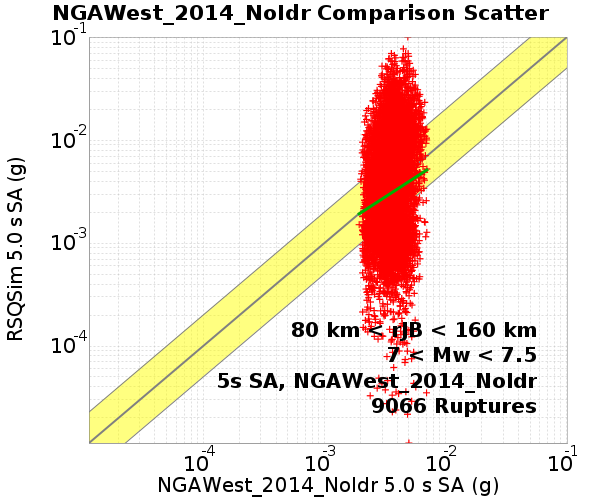 NGAWest_2014_NoIdr Comparison Scatter
10-1
10-2
10-3
10-4
RSQSim 5.0 s SA (g)
80 km < rJB < 160 km
7 < Mw < 7.5
5s SA, NGAWest_2014_NoIdr
9066 Ruptures
10-4 10-3 10-2 10-1
NGAWest_2014_NoIdr 5.0 s SA (g)